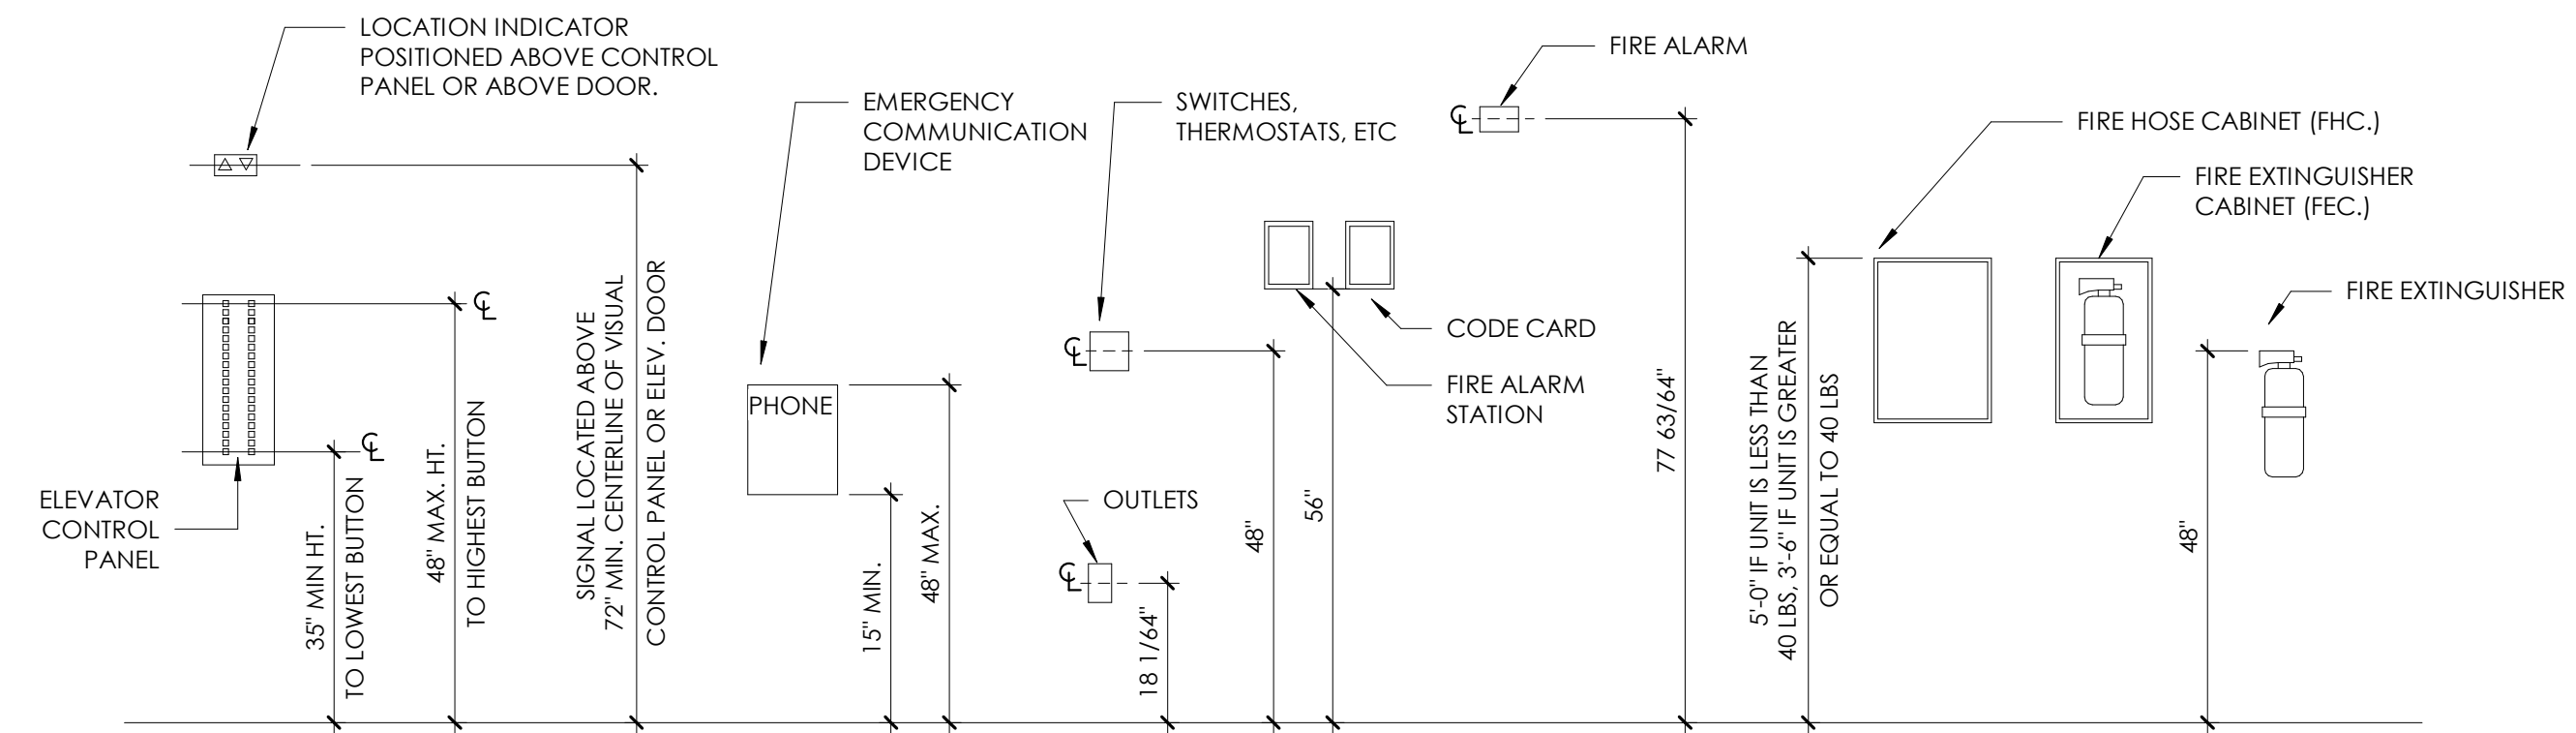 LOCATION INDICATOR
POSITIONED ABOVE CONTROL
PANEL OR ABOVE DOOR.
ELEVATOR
CONTROL
PANEL
35" MIN HT.
TO LOWEST BUTTON
48" MAX. HT.
TO HIGHEST BUTTON
SIGNAL LOCATED ABOVE
72" MIN. CENTERLINE OF VISUAL
CONTROL PANEL OR ELEV. DOOR
EMERGENCY
COMMUNICATION
DEVICE
PHONE
15" MIN.
48" MAX.
SWITCHES,
THERMOSTATS, ETC
OUTLETS
18 1/64"
48"
56"
CODE CARD
FIRE ALARM
STATION
FIRE ALARM
77 63/64"
5'-0" IF UNIT IS LESS THAN
40 LBS, 3'-6" IF UNIT IS GREATER
OR EQUAL TO 40 LBS
FIRE HOSE CABINET (FHC.)
FIRE EXTINGUISHER
CABINET (FEC.)
FIRE EXTINGUISHER
48"